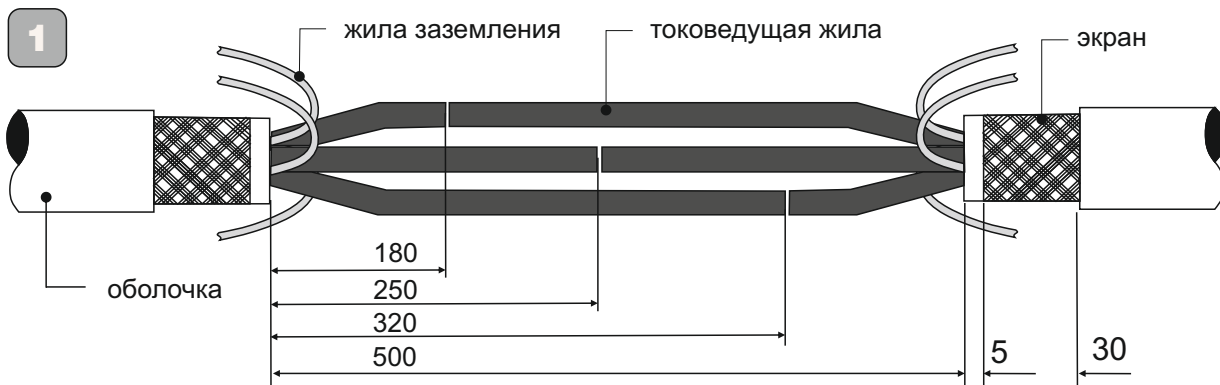 1
жила заземления
токоведущая жила
экран
оболочка
180
250
320
500
5
30